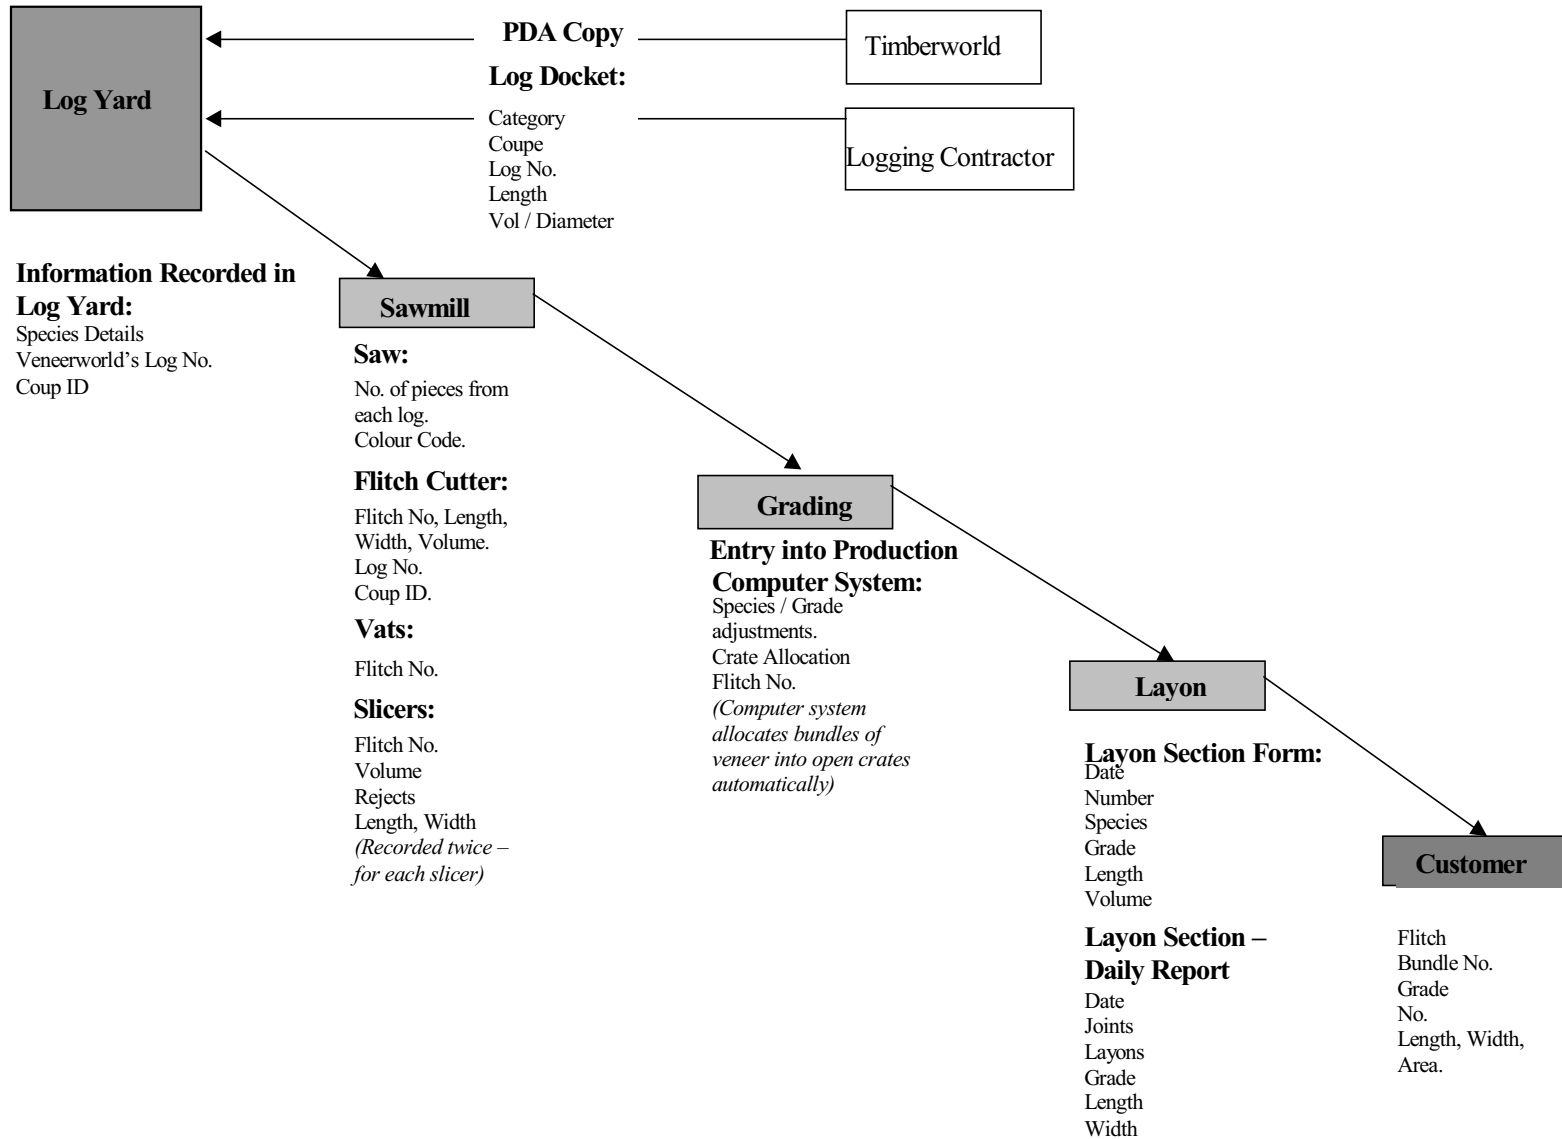 PDA Copy
Timberworld
Log Docket:
Log Yard
Category
Coupe
Log No.
Length
Vol / Diameter
Logging Contractor
Information Recorded in
Log Yard:
Species Details
Veneerworld’s Log No.
Coup ID
Sawmill
Saw:
No. of pieces from
each log.
Colour Code.
Flitch Cutter:
Flitch No, Length,
Width, Volume.
Log No.
Coup ID.
Vats:
Flitch No.
Slicers:
Flitch No.
Volume
Rejects
Length, Width
(Recorded twice –
for each slicer)
Grading
Entry into Production
Computer System:
Species / Grade
adjustments.
Crate Allocation
Flitch No.
(Computer system
allocates bundles of
veneer into open crates
automatically)
Layon
Layon Section Form:
Date
Number
Species
Grade
Length
Volume
Layon Section –
Daily Report
Date
Joints
Layons
Grade
Length
Width
Customer
Flitch
Bundle No.
Grade
No.
Length, Width,
Area.